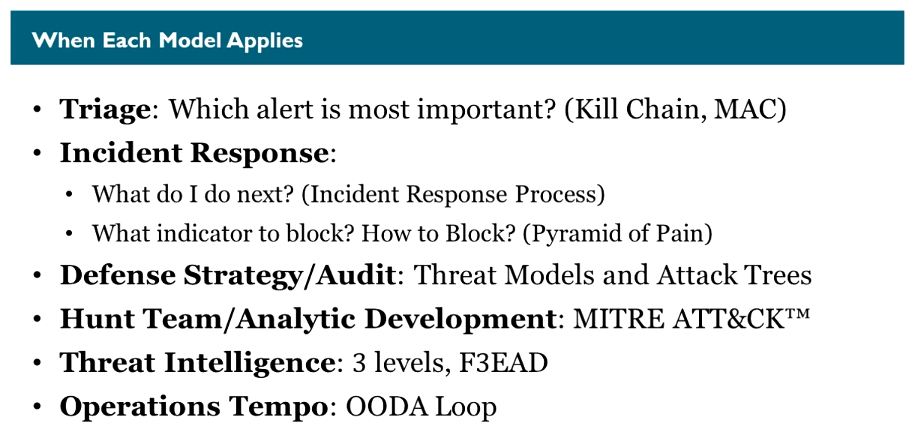 When Each Model Applies
• Triage: Which alert is most important? (Kill Chain, MAC)
• Incident Response:
• What do I do next? (Incident Response Process)
• What indicator to block? How to Block? (Pyramid of Pain)
• Defense Strategy/Audit: Threat Models and Attack Trees
• Hunt Team/Analytic Development: MITRE ATT&CK™
• Threat Intelligence: 3 levels, F3EAD
• Operations Tempo: OODA Loop